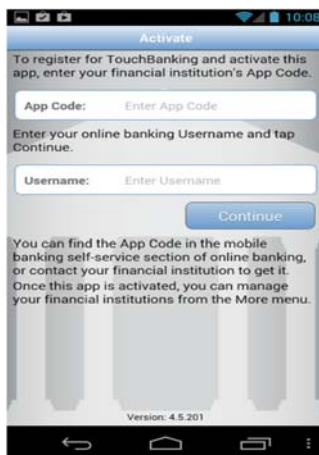 10:08
Activate
To register for TouchBanking and activate this
app, enter your financial institution's App Code.
App Code: Enter App Code
Enter your online banking Username and tap
Continue.
Username: Enter Username
Continue
You can find the App Code in the mobile
banking self-service section of online banking,
or contact your financial institution to get it.
Once this app is activated, you can manage
your financial institutions from the More menu.
Version: 4.5.201